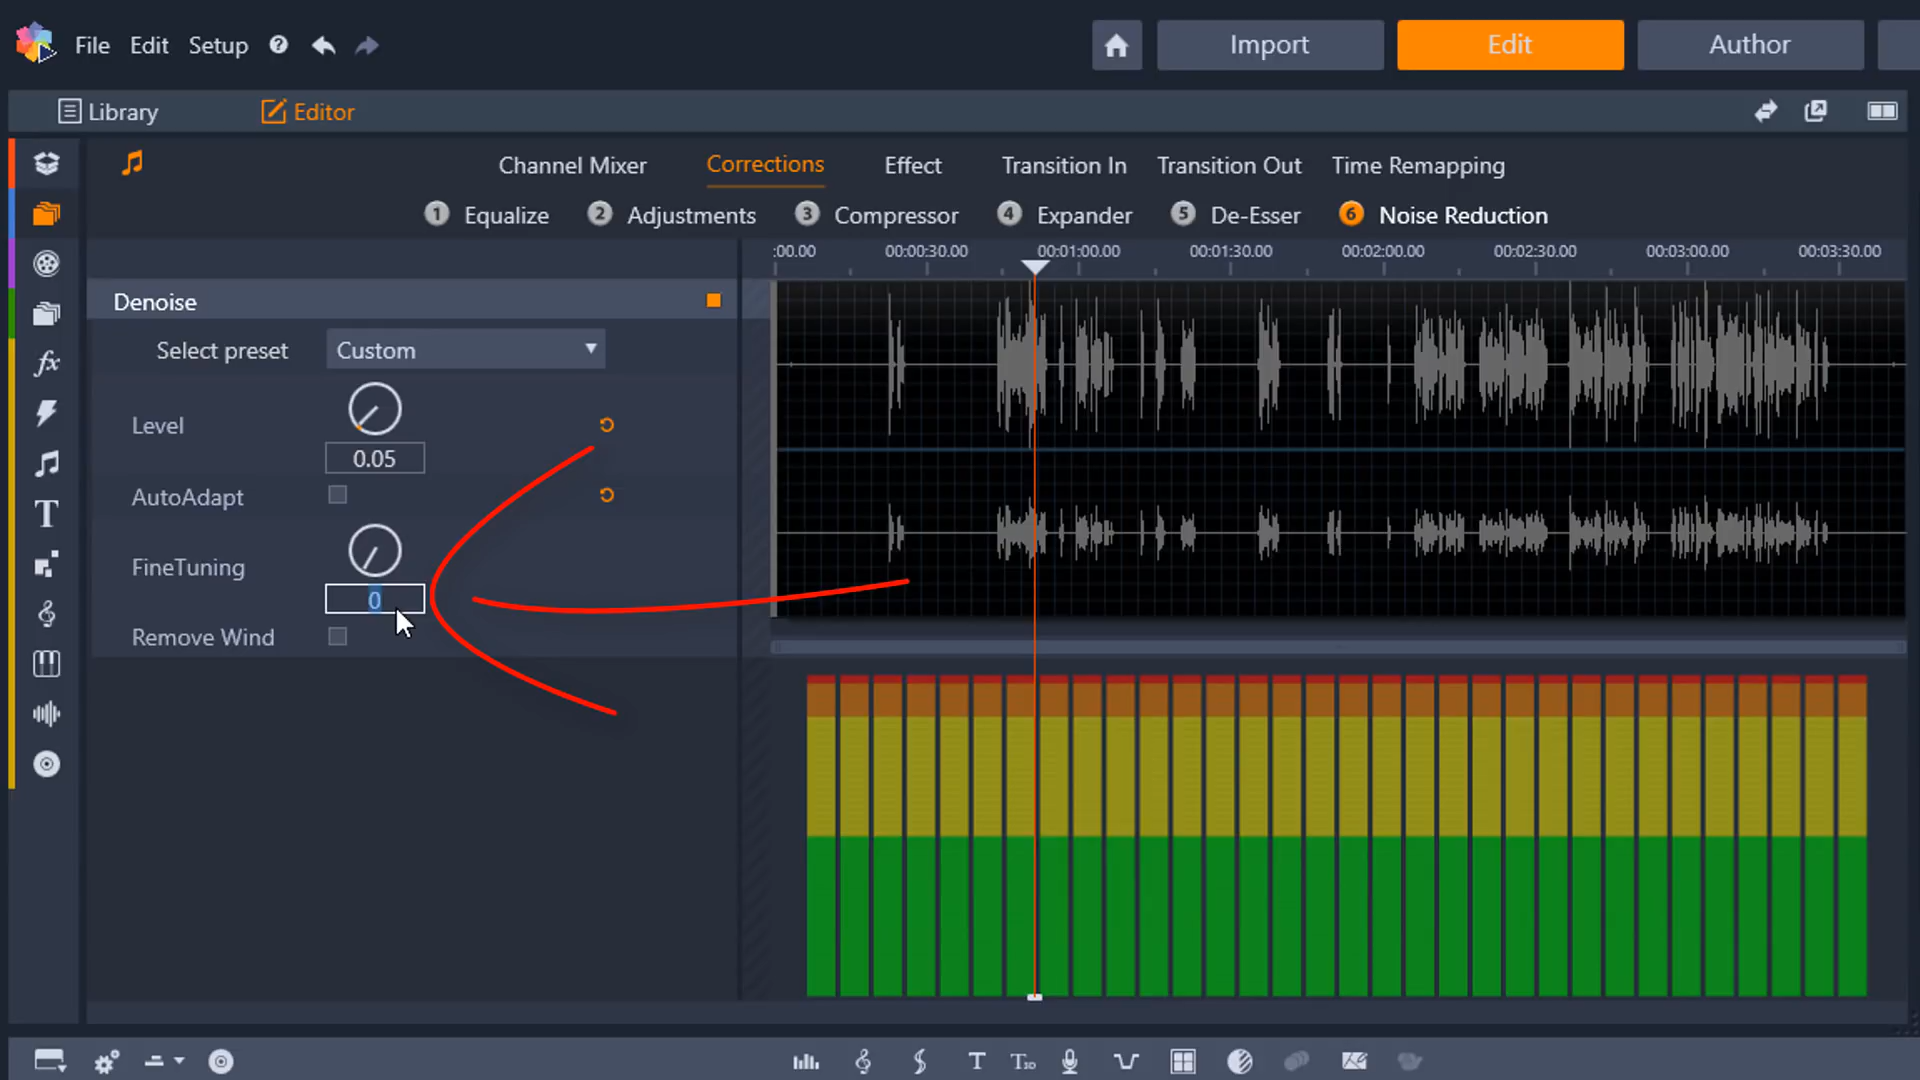 File Edit Setup ? Import Edit Author
Library Editor
Channel Mixer Corrections Effect Transition In Transition Out Time Remapping
1 Equalize 2 Adjustments 3 Compressor 4 Expander 5 De-Esser 6 Noise Reduction
:00.00 00:00:30.00 00:01:00.00 00:01:30.00 00:02:00.00 00:02:30.00 00:03:00.00 00:03:30.00
Denoise
Select preset Custom
Level
0.05
AutoAdapt
FineTuning
0
Remove Wind
fx
T
T T3D